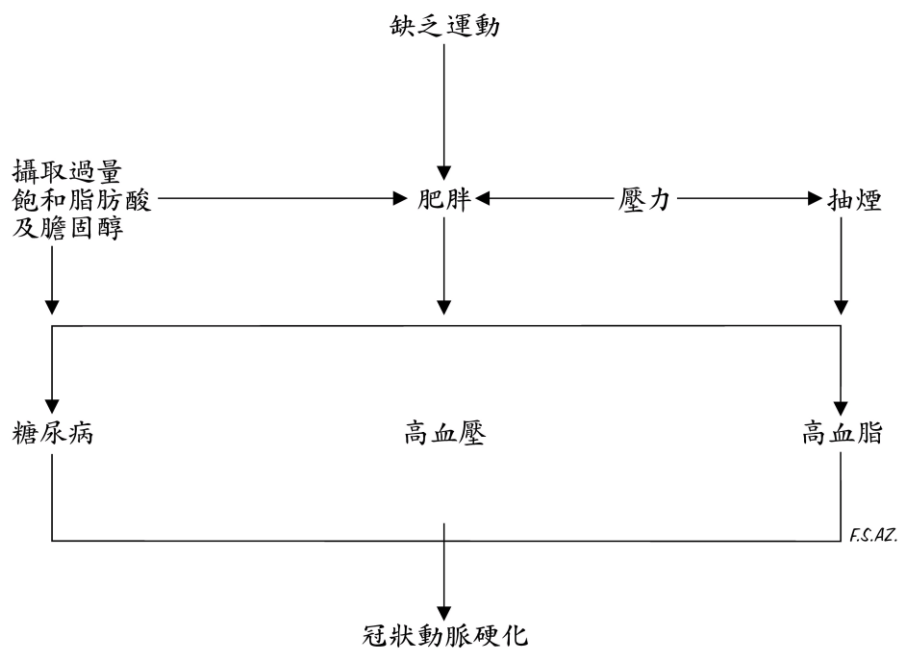 缺乏運動
攝取過量
飽和脂肪酸
及膽固醇
肥胖
壓力
抽煙
糖尿病
高血壓
高血脂
F.S.AZ.
冠狀動脈硬化